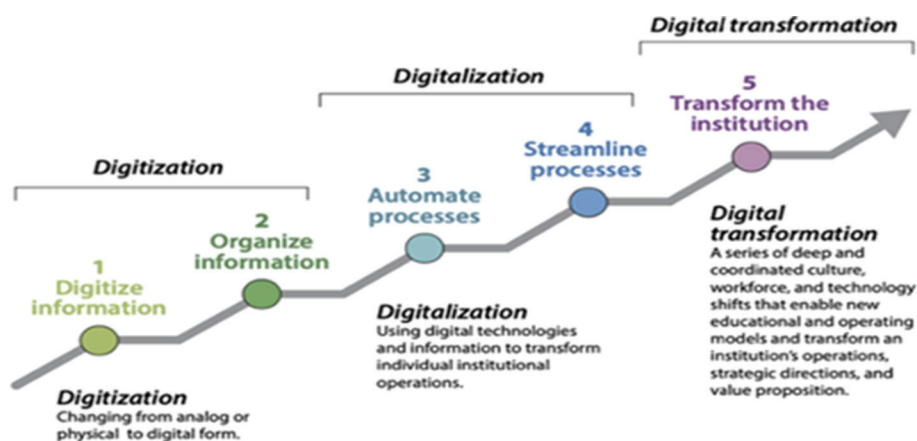 Digital transformation
Digitalization
5
Transform the
institution
4
Streamline
processes
Digitization
3
Automate
processes
2
Organize
information
1
Digitize
information
Digital
transformation
A series of deep and
coordinated culture,
workforce, and technology
shifts that enable new
educational and operating
models and transform an
institution's operations,
strategic directions, and
value proposition.
Digitalization
Using digital technologies
and information to transform
individual institutional
operations.
Digitization
Changing from analog or
physical to digital form.